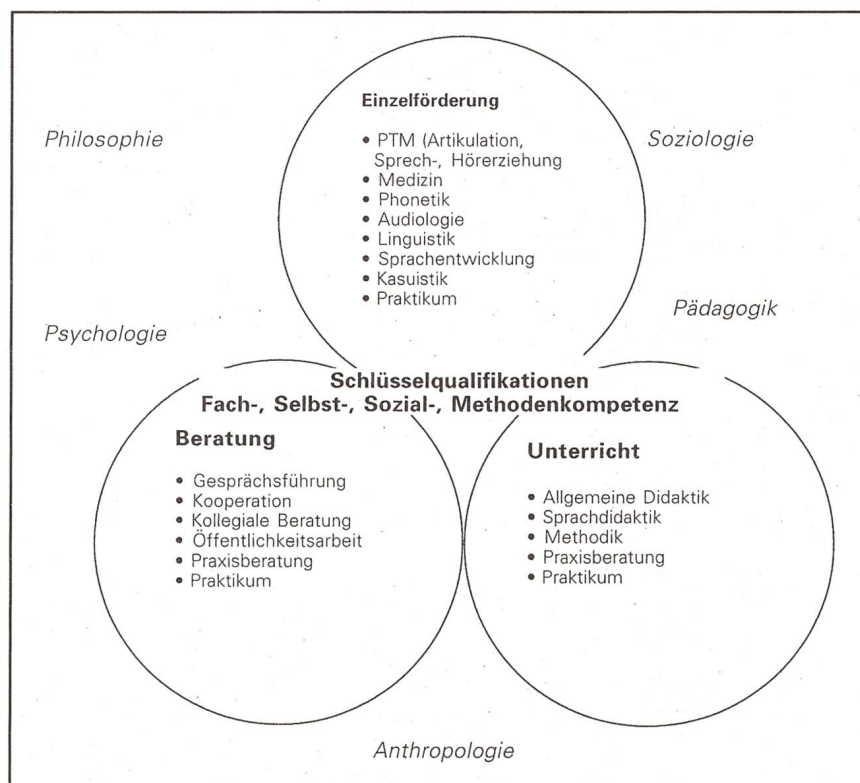 Einzelförderung
Philosophie
Soziologie
• PTM (Artikulation,
Sprech-, Hörerziehung
• Medizin
• Phonetik
• Audiologie
• Linguistik
• Sprachentwicklung
• Kasuistik
• Praktikum
Pädagogik
Psychologie
Schlüsselqualifikationen
Fach-, Selbst-, Sozial-, Methodenkompetenz
Beratung
• Gesprächsführung
• Kooperation
• Kollegiale Beratung
• Öffentlichkeitsarbeit
• Praxisberatung
• Praktikum
Unterricht
• Allgemeine Didaktik
• Sprachdidaktik
• Methodik
• Praxisberatung
• Praktikum
Anthropologie